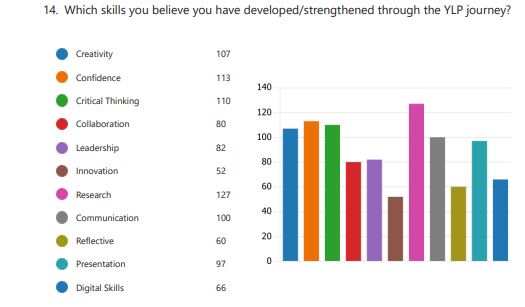 14. Which skills you believe you have developed/strengthened through the YLP journey?
Creativity 107
Confidence 113
Critical Thinking 110
Collaboration 80
Leadership 82
Innovation 52
Research 127
Communication 100
Reflective 60
Presentation 97
Digital Skills 66
140
120
100
80
60
40
20
0